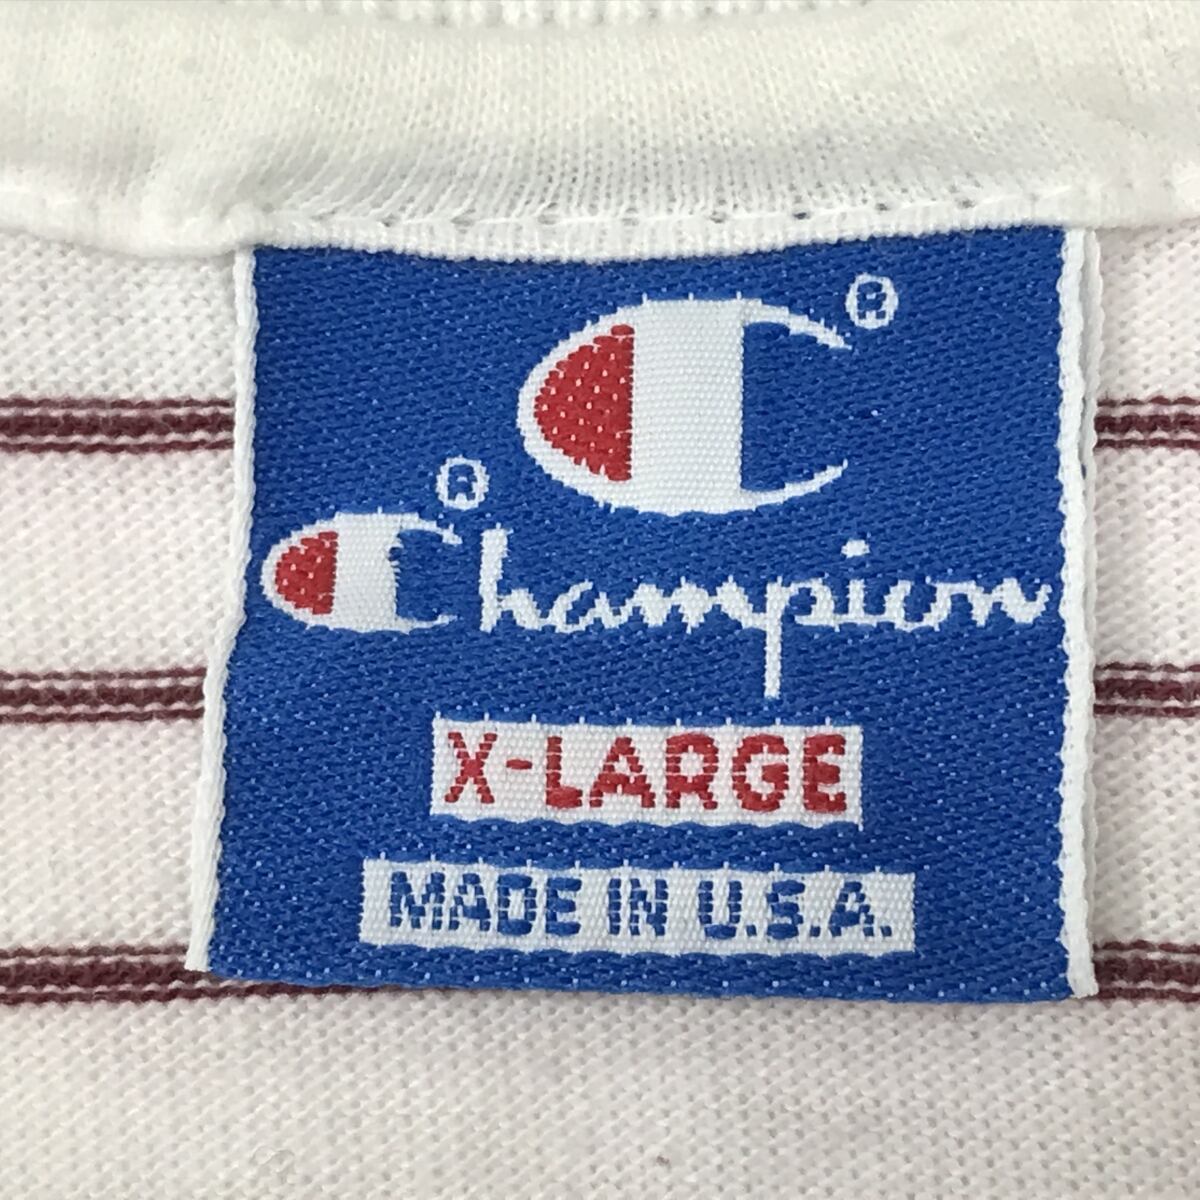 C®
Champion®
X-LARGE
MADE IN U.S.A.